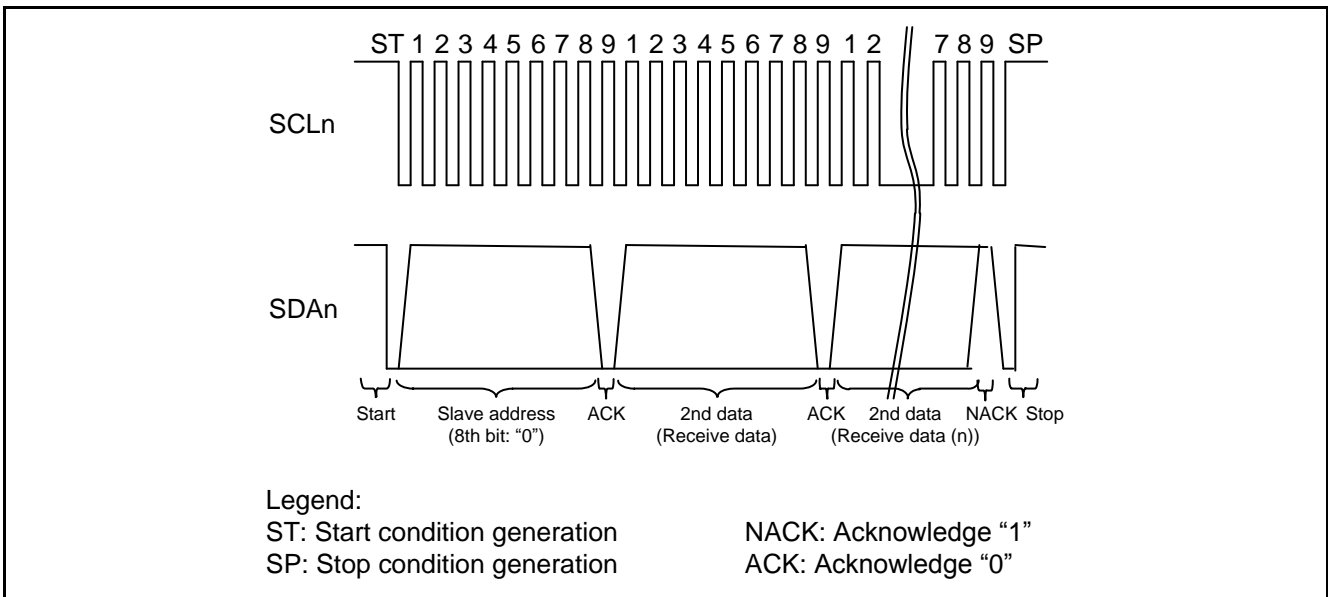 ST 1 2 3 4 5 6 7 8 9 1 2 3 4 5 6 7 8 9 1 2 7 8 9 SP
SCLn
SDAn
Start Slave address ACK 2nd data ACK 2nd data NACK Stop
(8th bit: “0”) (Receive data) (Receive data (n))
Legend:
ST: Start condition generation NACK: Acknowledge “1”
SP: Stop condition generation ACK: Acknowledge “0”